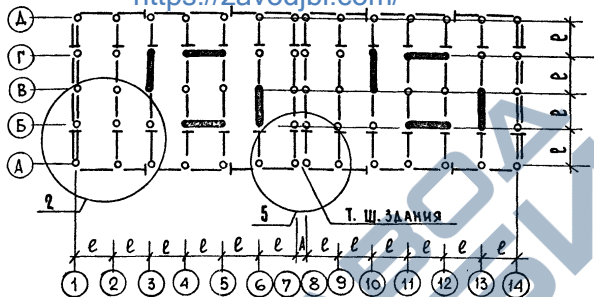 https://zavodjbi.com/
Д
Г
В
Б
А
ℓ
ℓ
ℓ
ℓ
2
5
Т. Ш. ЗДАНИЯ
ℓ ℓ ℓ ℓ ℓ ℓ А ℓ ℓ ℓ ℓ ℓ ℓ
1 2 3 4 5 6 7 8 9 10 11 12 13 14